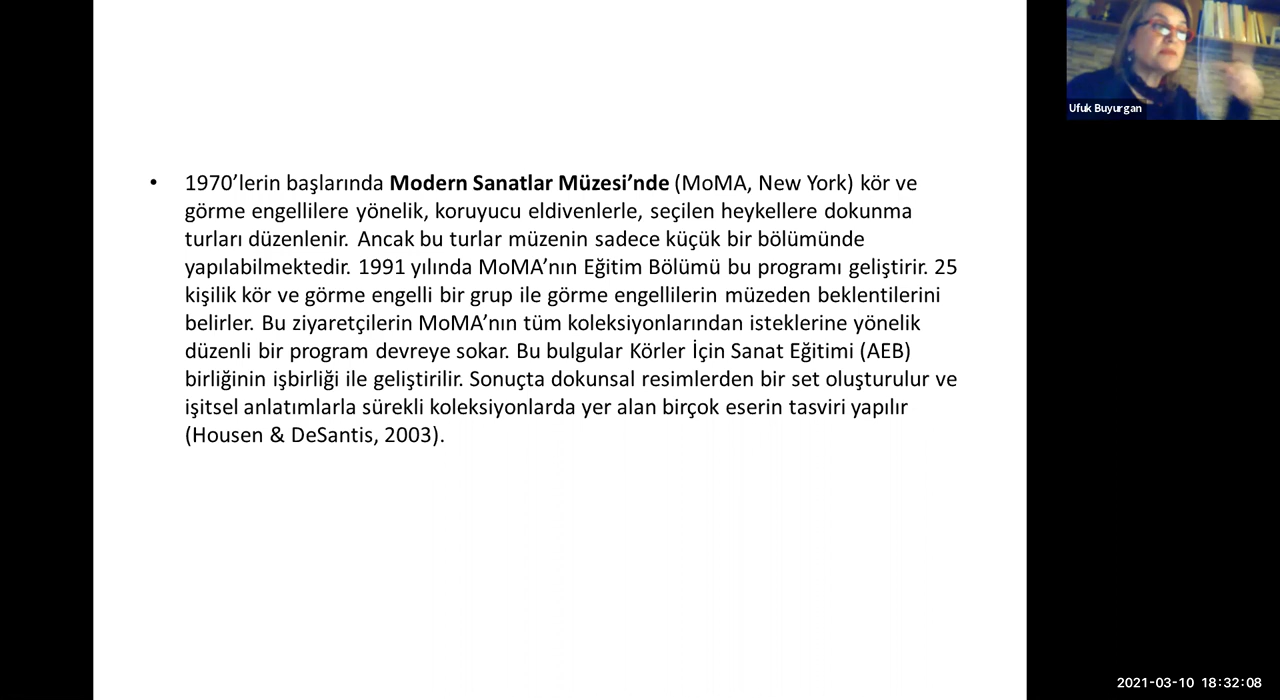 • 1970’lerin başlarında Modern Sanatlar Müzesi’nde (MoMA, New York) kör ve
görme engellilere yönelik, koruyucu eldivenlerle, seçilen heykellere dokunma
turları düzenlenir. Ancak bu turlar müzenin sadece küçük bir bölümünde
yapılabilmektedir. 1991 yılında MoMA’nın Eğitim Bölümü bu programı geliştirir. 25
kişilik kör ve görme engelli bir grup ile görme engellilerin müzeden beklentilerini
belirler. Bu ziyaretçilerin MoMA’nın tüm koleksiyonlarından isteklerine yönelik
düzenli bir program devreye sokar. Bu bulgular Körler İçin Sanat Eğitimi (AEB)
birliğinin işbirliği ile geliştirilir. Sonuçta dokunsal resimlerden bir set oluşturulur ve
işitsel anlatımlarla sürekli koleksiyonlarda yer alan birçok eserin tasviri yapılır
(Housen & DeSantis, 2003).
Ufuk Buyurgan
2021-03-10 18:32:08